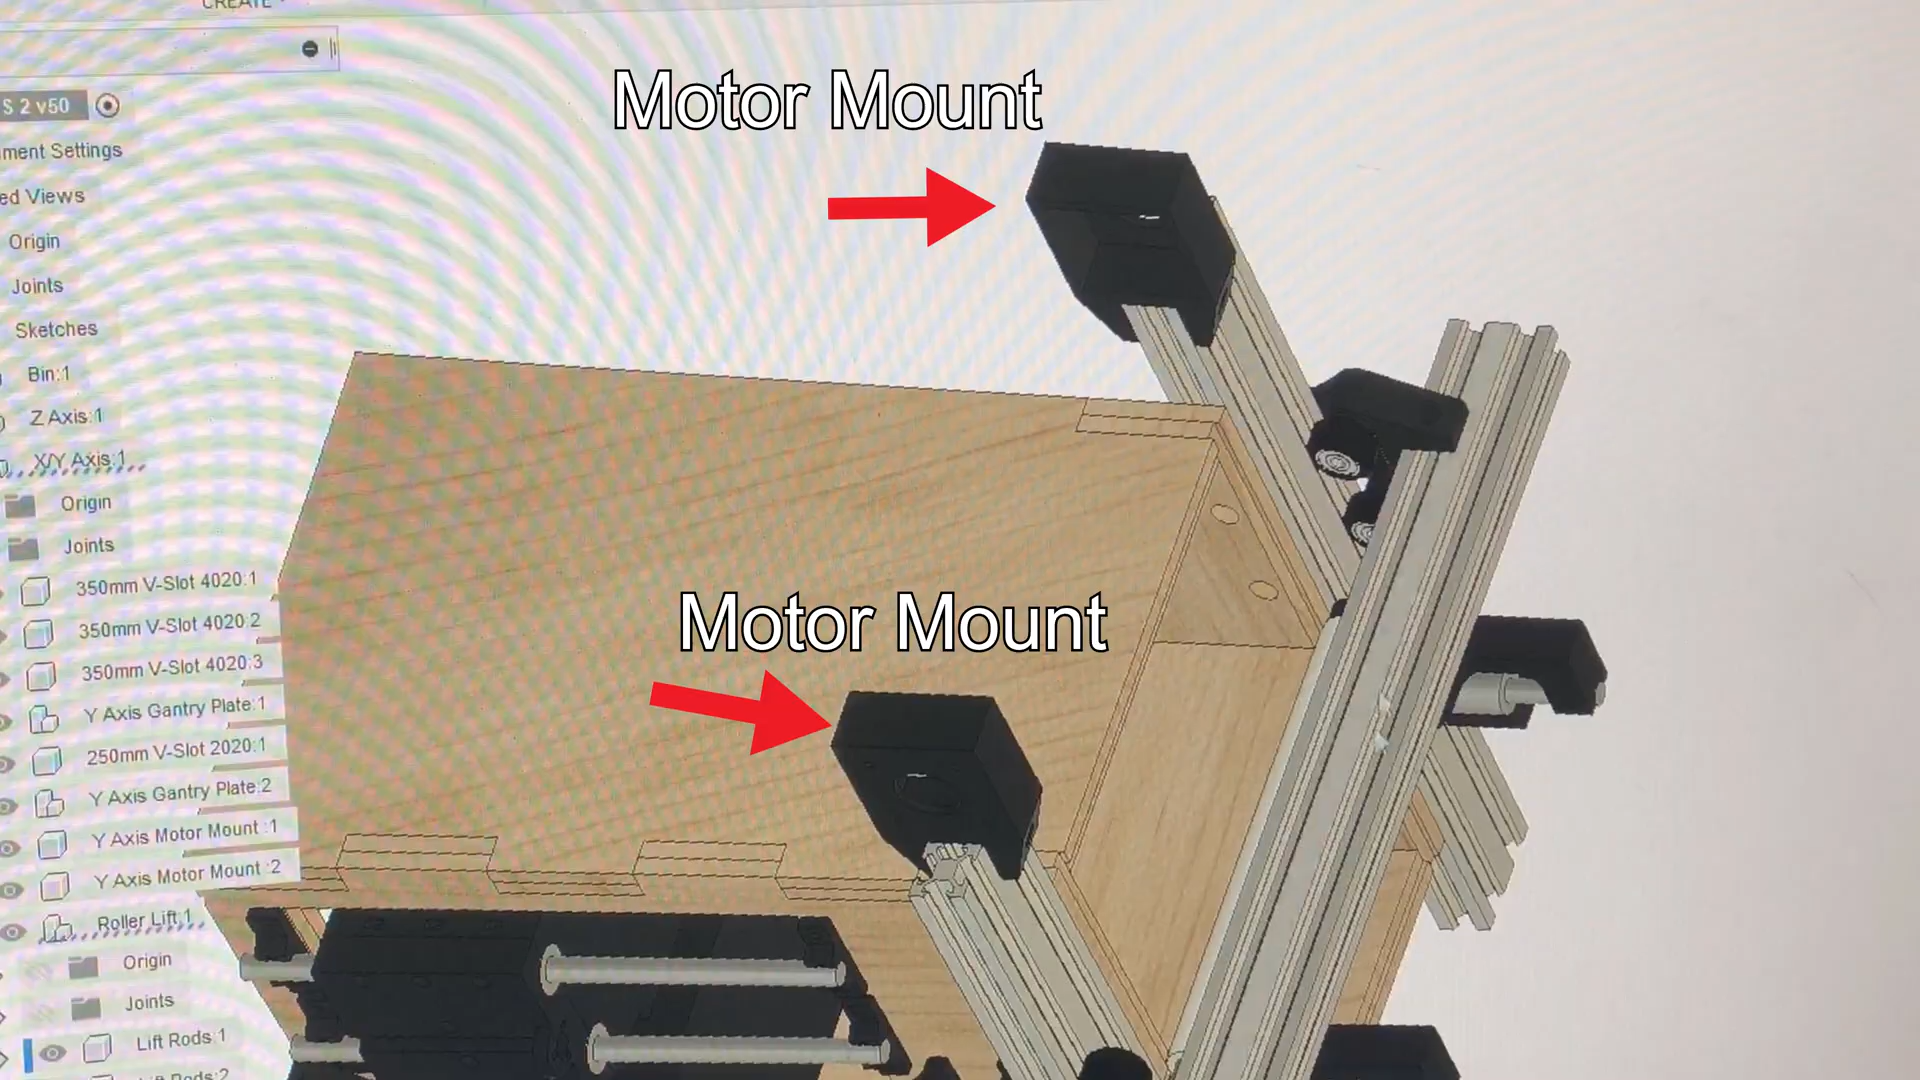 CREATE
S 2 v50
ment Settings
ed Views
Origin
Joints
Sketches
Bin:1
Z Axis:1
X/Y Axis:1
Origin
Joints
350mm V-Slot 4020:1
350mm V-Slot 4020:2
350mm V-Slot 4020:3
Y Axis Gantry Plate:1
250mm V-Slot 2020:1
Y Axis Gantry Plate:2
Y Axis Motor Mount :1
Y Axis Motor Mount :2
Roller Lift:1
Origin
Joints
Lift Rods:1
Rods:2
Motor Mount
Motor Mount